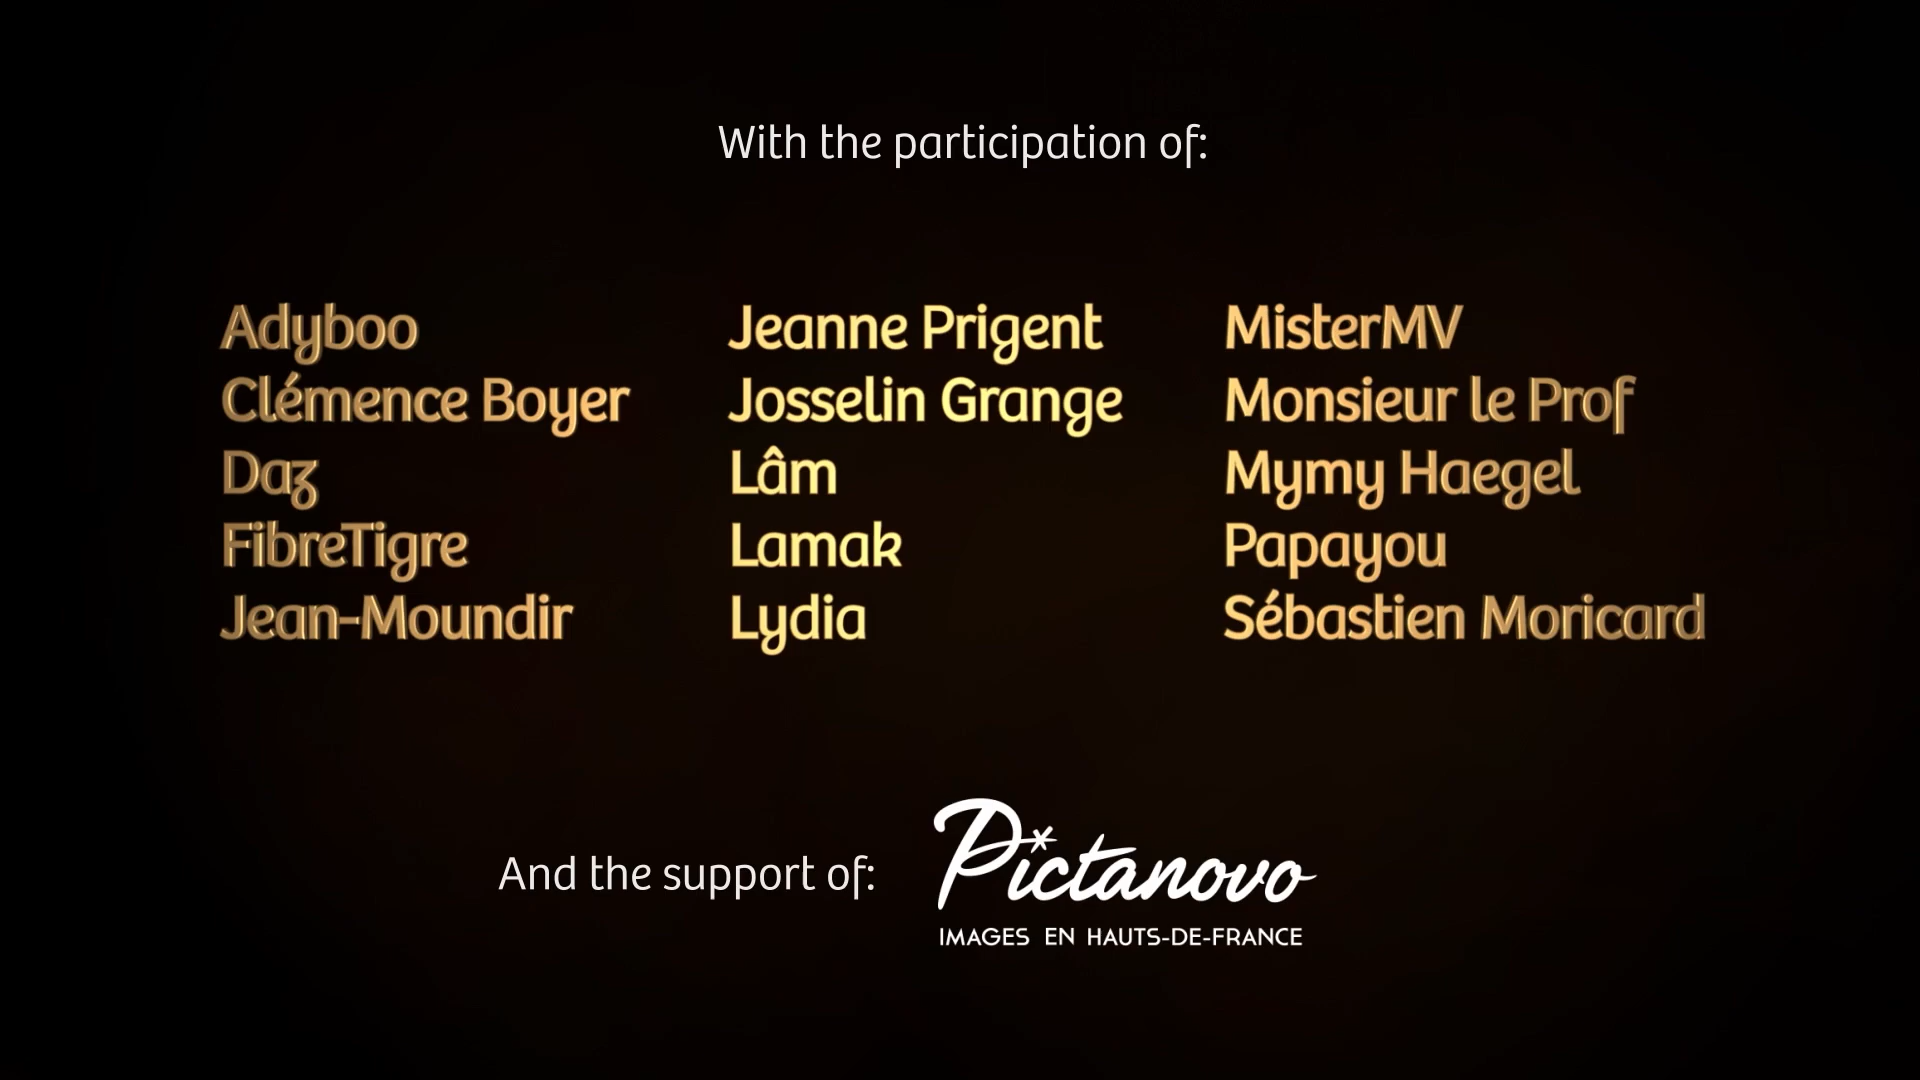 With the participation of:
Adyboo
Clémence Boyer
Daz
FibreTigre
Jean-Moundir
Jeanne Prigent
Josselin Grange
Lâm
Lamak
Lydia
MisterMV
Monsieur le Prof
Mymy Haegel
Papayou
Sébastien Moricard
And the support of:
Pictanovo
IMAGES EN HAUTS-DE-FRANCE